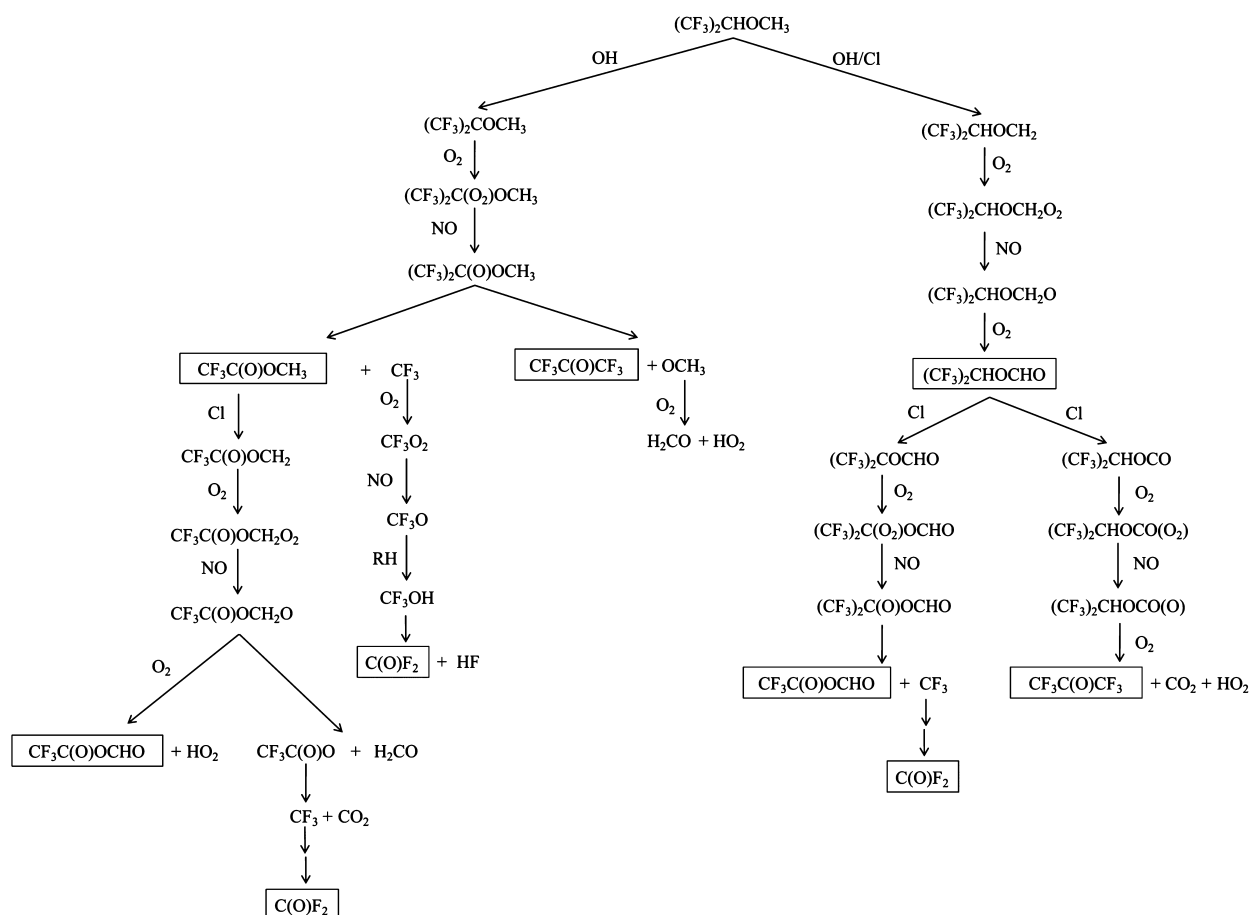 (CF₃)₂CHOCH₃
OH OH/Cl
(CF₃)₂COCH₃ (CF₃)₂CHOCH₂
O₂ O₂
(CF₃)₂C(O₂)OCH₃ (CF₃)₂CHOCH₂O₂
NO NO
(CF₃)₂C(O)OCH₃ (CF₃)₂CHOCH₂O
O₂
CF₃C(O)OCH₃ + CF₃ CF₃C(O)CF₃ + OCH₃ (CF₃)₂CHOCHO
Cl O₂ O₂ Cl Cl
CF₃C(O)OCH₂ CF₃O₂ H₂CO + HO₂ (CF₃)₂COCHO (CF₃)₂CHOCO
O₂ NO O₂ O₂
CF₃C(O)OCH₂O₂ CF₃O (CF₃)₂C(O₂)OCHO (CF₃)₂CHOCO(O₂)
NO RH NO NO
CF₃C(O)OCH₂O CF₃OH (CF₃)₂C(O)OCHO (CF₃)₂CHOCO(O)
O₂ C(O)F₂ + HF O₂
CF₃C(O)OCHO + CF₃ CF₃C(O)CF₃ + CO₂ + HO₂
CF₃C(O)OCHO + HO₂ CF₃C(O)O + H₂CO C(O)F₂
CF₃ + CO₂
C(O)F₂